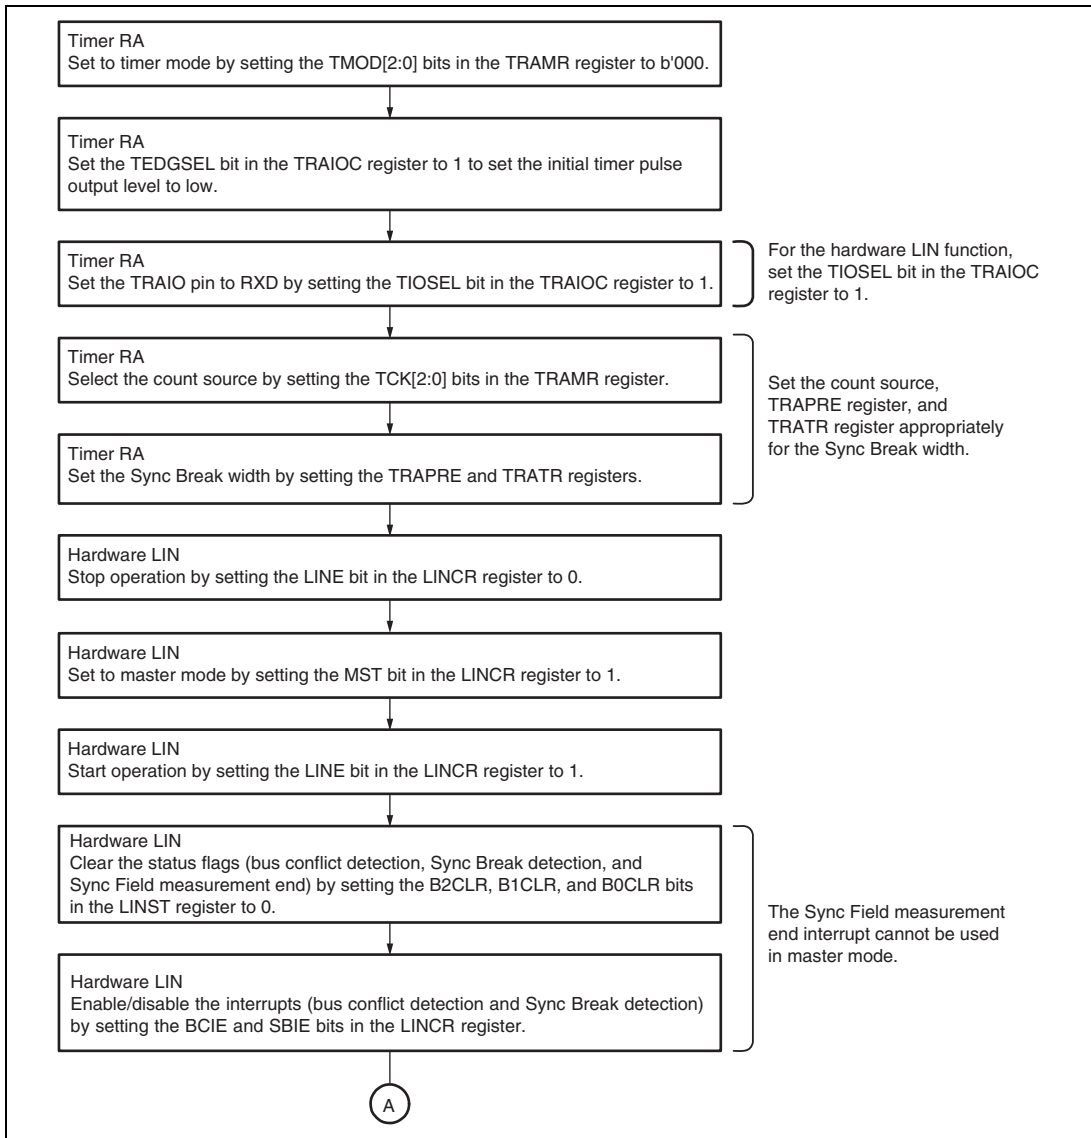 Timer RA
Set to timer mode by setting the TMOD[2:0] bits in the TRAMR register to b'000.
Timer RA
Set the TEDGSEL bit in the TRAIOC register to 1 to set the initial timer pulse
output level to low.
Timer RA
Set the TRAIO pin to RXD by setting the TIOSEL bit in the TRAIOC register to 1.
For the hardware LIN function,
set the TIOSEL bit in the TRAIOC
register to 1.
Timer RA
Select the count source by setting the TCK[2:0] bits in the TRAMR register.
Timer RA
Set the Sync Break width by setting the TRAPRE and TRATR registers.
Set the count source,
TRAPRE register, and
TRATR register appropriately
for the Sync Break width.
Hardware LIN
Stop operation by setting the LINE bit in the LINCR register to 0.
Hardware LIN
Set to master mode by setting the MST bit in the LINCR register to 1.
Hardware LIN
Start operation by setting the LINE bit in the LINCR register to 1.
Hardware LIN
Clear the status flags (bus conflict detection, Sync Break detection, and
Sync Field measurement end) by setting the B2CLR, B1CLR, and B0CLR bits
in the LINST register to 0.
Hardware LIN
Enable/disable the interrupts (bus conflict detection and Sync Break detection)
by setting the BCIE and SBIE bits in the LINCR register.
The Sync Field measurement
end interrupt cannot be used
in master mode.
A